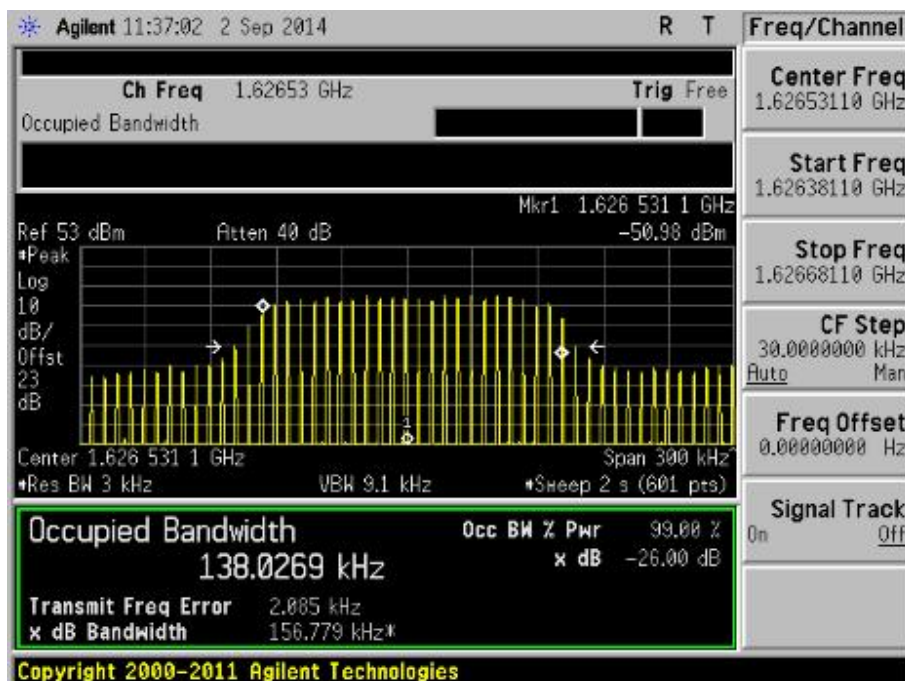 Agilent 11:37:02 2 Sep 2014 R T
Freq/Channel
Ch Freq 1.62653 GHz Trig Free
Occupied Bandwidth
Center Freq
1.62653110 GHz
Start Freq
1.62638110 GHz
Stop Freq
1.62668110 GHz
CF Step
30.0000000 kHz
Auto Man
Freq Offset
0.00000000 Hz
Signal Track
On Off
Mkr1 1.626 531 1 GHz
Ref 53 dBm Atten 40 dB -50.98 dBm
*Peak
Log
10
dB/
Offst
23
dB
1
Center 1.626 531 1 GHz Span 300 kHz^
*Res BW 3 kHz VBW 9.1 kHz *Sweep 2 s (601 pts)
Occupied Bandwidth Occ BW % Pwr 99.00 %
138.0269 kHz x dB -26.00 dB
Transmit Freq Error 2.085 kHz
x dB Bandwidth 156.779 kHz*
Copyright 2000-2011 Agilent Technologies